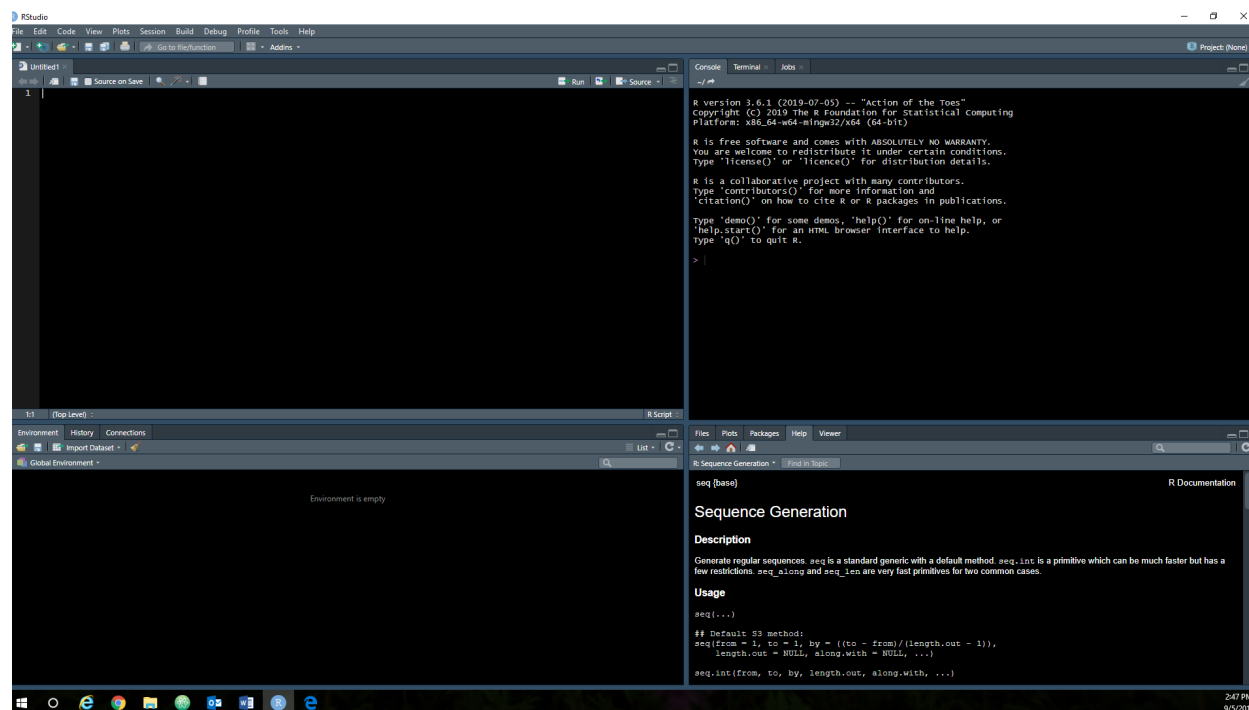 RStudio
File Edit Code View Plots Session Build Debug Profile Tools Help
Go to file/function Addins Project: (None)
Untitled1
Source on Save Run Source
1
1:1 (Top Level) R Script
Console Terminal Jobs
~/
R version 3.6.1 (2019-07-05) -- "Action of the Toes"
Copyright (C) 2019 The R Foundation for Statistical Computing
Platform: x86_64-w64-mingw32/x64 (64-bit)
R is free software and comes with ABSOLUTELY NO WARRANTY.
You are welcome to redistribute it under certain conditions.
Type 'license()' or 'licence()' for distribution details.
R is a collaborative project with many contributors.
Type 'contributors()' for more information and
'citation()' on how to cite R or R packages in publications.
Type 'demo()' for some demos, 'help()' for on-line help, or
'help.start()' for an HTML browser interface to help.
Type 'q()' to quit R.
>
Environment History Connections
Import Dataset List
Global Environment
Environment is empty
Files Plots Packages Help Viewer
R: Sequence Generation Find in Topic
seq {base} R Documentation
Sequence Generation
Description
Generate regular sequences. seq is a standard generic with a default method. seq.int is a primitive which can be much faster but has a
few restrictions. seq_along and seq_len are very fast primitives for two common cases.
Usage
seq(...)
## Default S3 method:
seq(from = 1, to = 1, by = ((to - from)/(length.out - 1)),
length.out = NULL, along.with = NULL, ...)
seq.int(from, to, by, length.out, along.with, ...)
2:47 PM
9/5/201